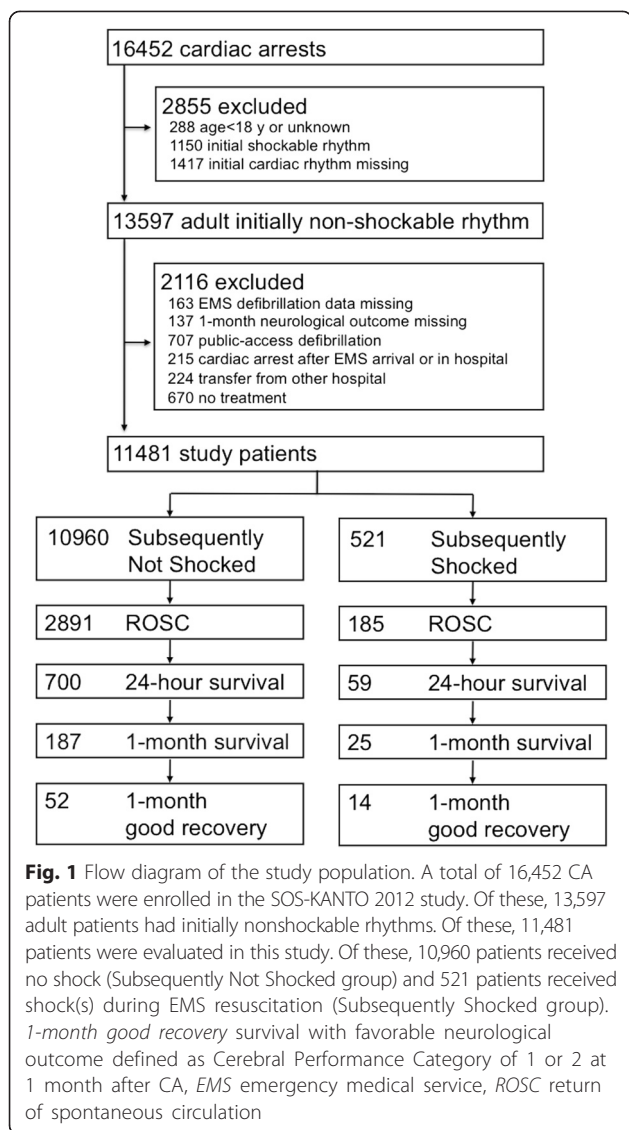 16452 cardiac arrests
2855 excluded
288 age<18 y or unknown
1150 initial shockable rhythm
1417 initial cardiac rhythm missing
13597 adult initially non-shockable rhythm
2116 excluded
163 EMS defibrillation data missing
137 1-month neurological outcome missing
707 public-access defibrillation
215 cardiac arrest after EMS arrival or in hospital
224 transfer from other hospital
670 no treatment
11481 study patients
10960 Subsequently
Not Shocked
521 Subsequently
Shocked
2891 ROSC
185 ROSC
700 24-hour survival
59 24-hour survival
187 1-month survival
25 1-month survival
52 1-month
good recovery
14 1-month
good recovery
Fig. 1 Flow diagram of the study population. A total of 16,452 CA
patients were enrolled in the SOS-KANTO 2012 study. Of these, 13,597
adult patients had initially nonshockable rhythms. Of these, 11,481
patients were evaluated in this study. Of these, 10,960 patients received
no shock (Subsequently Not Shocked group) and 521 patients received
shock(s) during EMS resuscitation (Subsequently Shocked group).
1-month good recovery survival with favorable neurological
outcome defined as Cerebral Performance Category of 1 or 2 at
1 month after CA, EMS emergency medical service, ROSC return
of spontaneous circulation